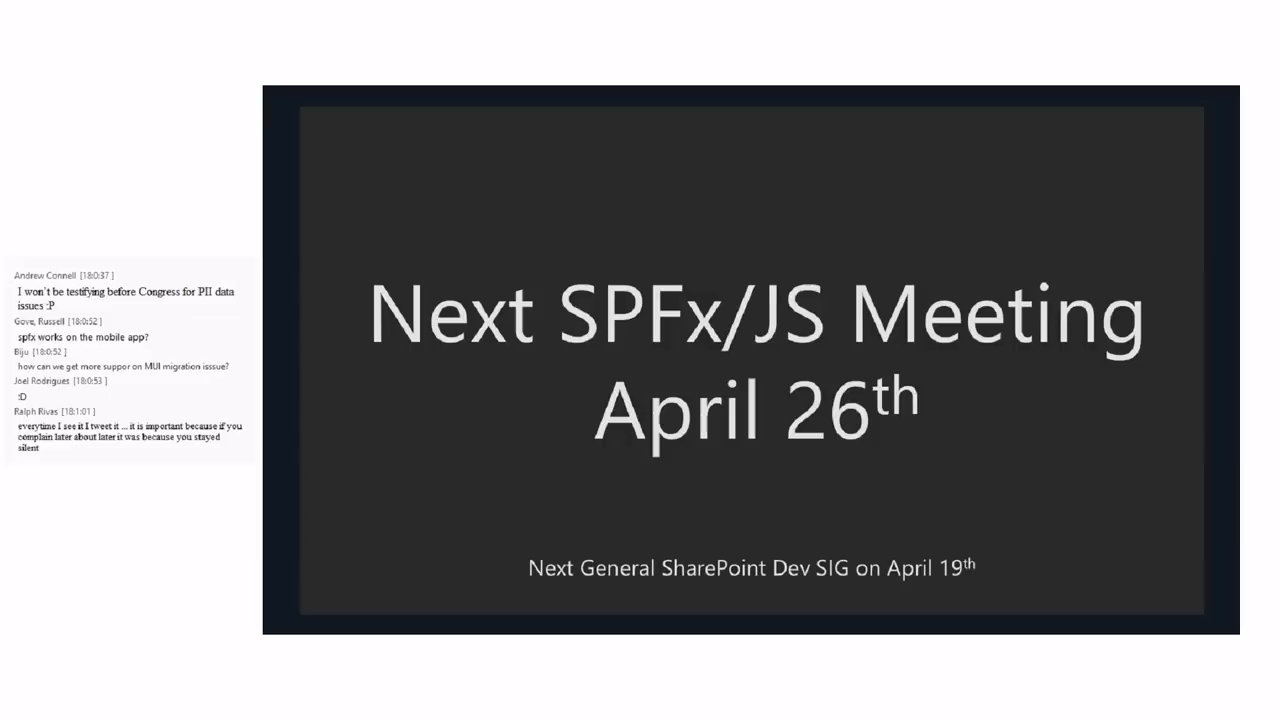 Andrew Connell [18:0:37 ]
I won't be testifying before Congress for PII data
issues :P
Gove, Russell [18:0:52 ]
spfx works on the mobile app?
Biju [18:0:52 ]
how can we get more suppor on MUI migration isssue?
Joel Rodrigues [18:0:53 ]
:D
Ralph Rivas [18:1:01 ]
everytime I see it I tweet it ... it is important because if you
complain later about later it was because you stayed
silent
Next SPFx/JS Meeting
April 26th
Next General SharePoint Dev SIG on April 19th